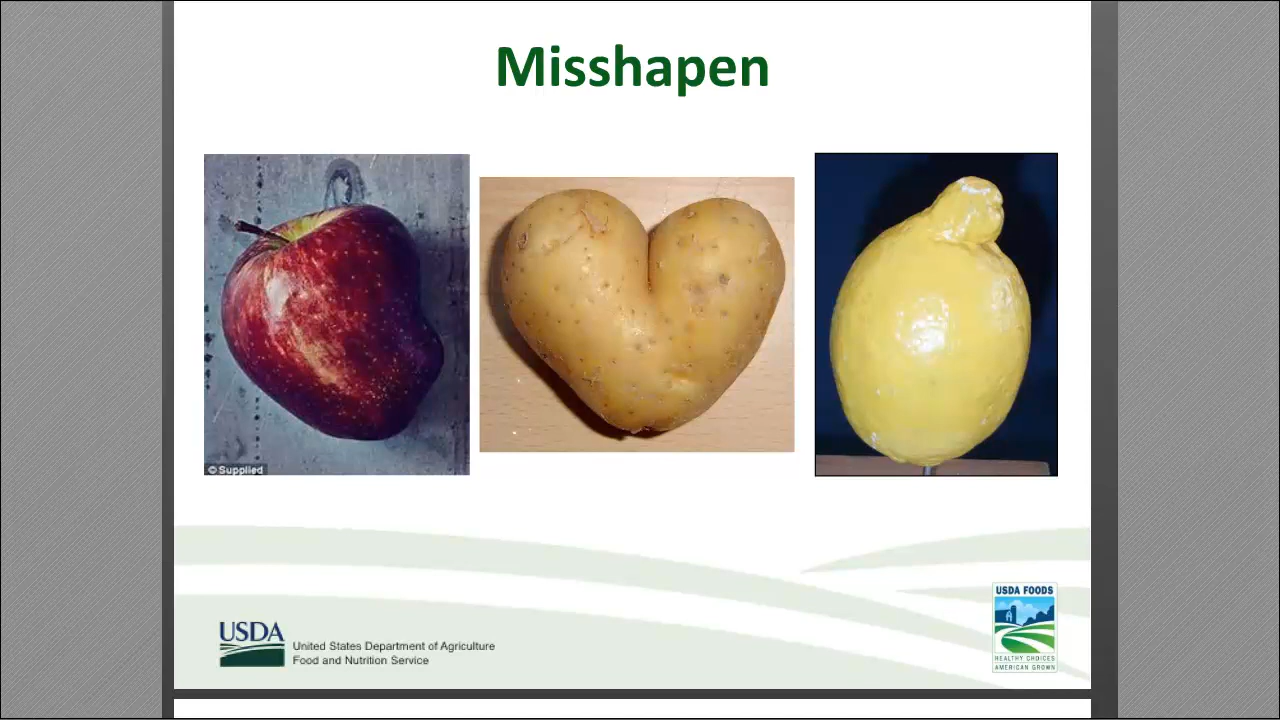 Misshapen
© Supplied
USDA
United States Department of Agriculture
Food and Nutrition Service
USDA FOODS
HEALTHY CHOICES
AMERICAN GROWN